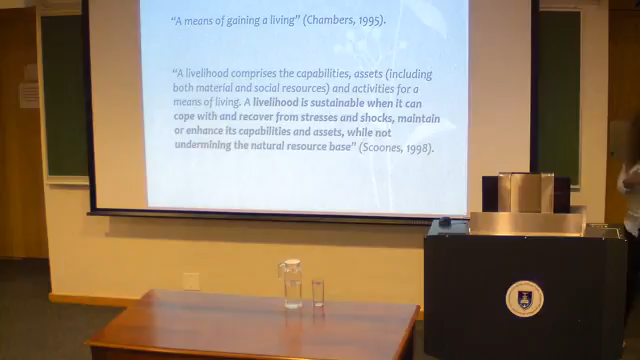 “A means of gaining a living” (Chambers, 1995).
“A livelihood comprises the capabilities, assets (including
both material and social resources) and activities for a
means of living. A livelihood is sustainable when it can
cope with and recover from stresses and shocks, maintain
or enhance its capabilities and assets, while not
undermining the natural resource base” (Scoones, 1998).